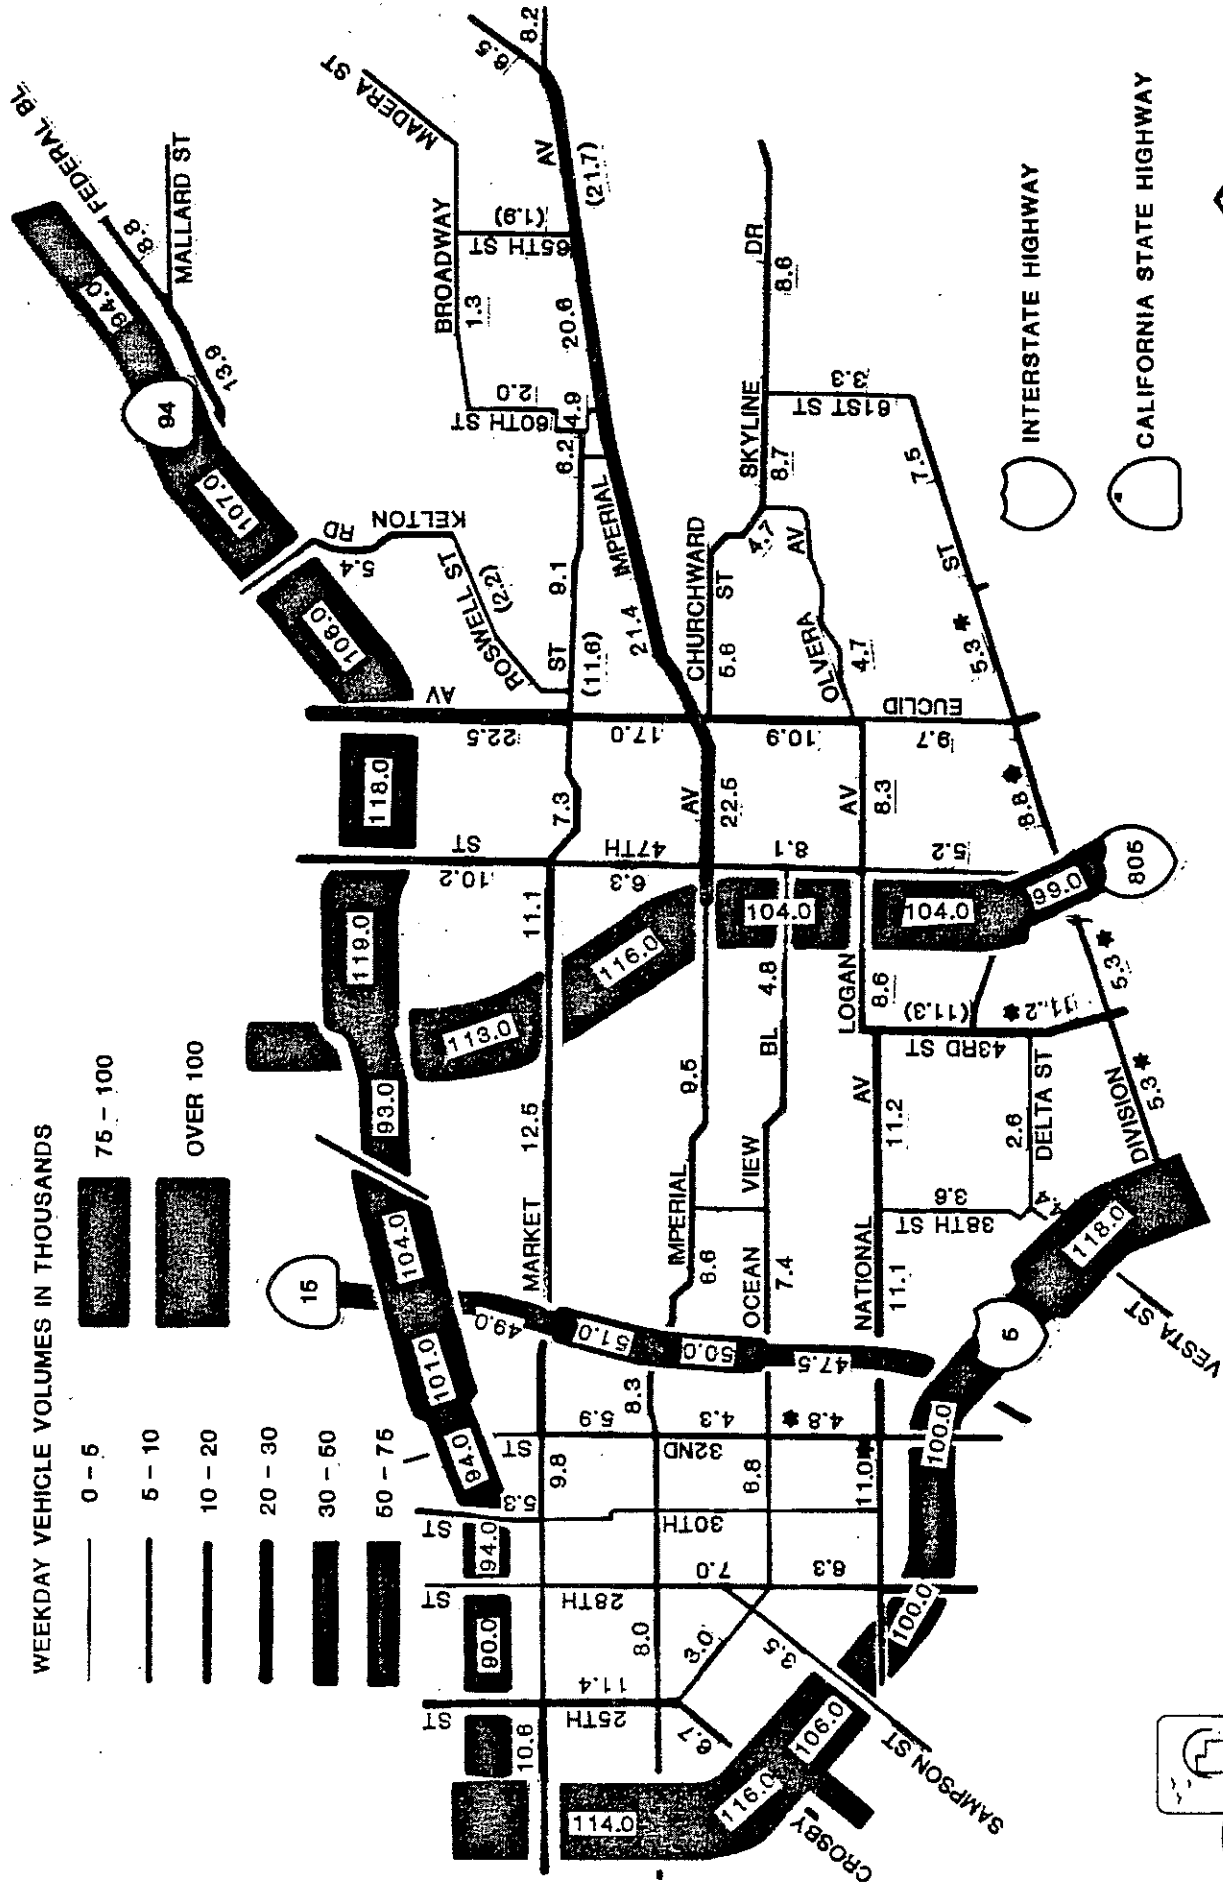 WEEKDAY VEHICLE VOLUMES IN THOUSANDS
0 – 5
5 – 10
10 – 20
20 – 30
30 – 50
50 – 75
75 – 100
OVER 100
INTERSTATE HIGHWAY
CALIFORNIA STATE HIGHWAY
FEDERAL BL
8.8
MALLARD ST
13.9
94.0
94
107.0
106.0
118.0
119.0
93.0
104.0
101.0
94.0
94.0
90.0
15
49.0
51.0
50.0
47.5
113.0
116.0
104.0
104.0
99.0
805
114.0
116.0
106.0
100.0
100.0
5
118.0
MADERA ST
BROADWAY
1.3
65TH ST
(1.9)
60TH ST
2.0
4.9
6.2
KELTON RD
5.4
ROSWELL ST
(2.2)
MARKET ST
10.6
9.8
12.5
11.1
7.3
(11.6)
9.1
IMPERIAL AV
8.0
8.3
6.6
9.5
22.5
21.4
20.6
(21.7)
6.5
8.2
CHURCHWARD ST
5.6
4.7
SKYLINE DR
8.7
8.6
OLVERA AV
4.7
61ST ST
3.3
EUCLID AV
22.5
17.0
10.9
9.7
47TH ST
10.2
6.3
8.1
5.2
OCEAN VIEW BL
3.0
6.8
7.4
4.8
NATIONAL AV
11.0*
11.1
11.2
LOGAN AV
8.6
8.3
43RD ST
(11.3)
11.2*
DELTA ST
2.6
38TH ST
3.6
4.4
DIVISION ST
5.3*
5.3*
8.8*
5.3*
7.5
VESTA ST
32ND ST
5.9
4.3
4.8*
30TH ST
5.3
28TH ST
7.0
8.3
25TH ST
11.4
6.7
SAMPSON ST
3.5
CROSBY